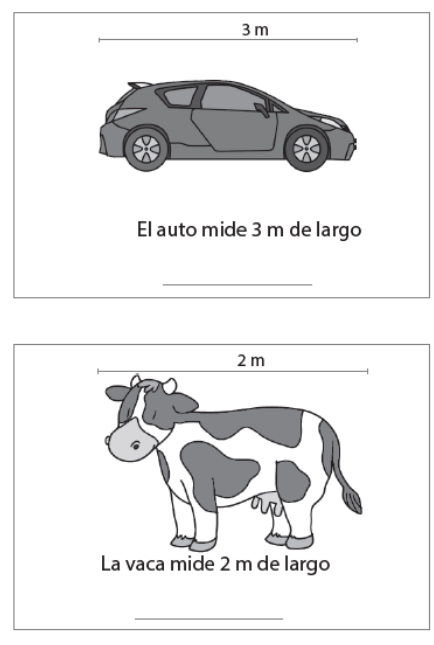 3 m
El auto mide 3 m de largo
2 m
La vaca mide 2 m de largo